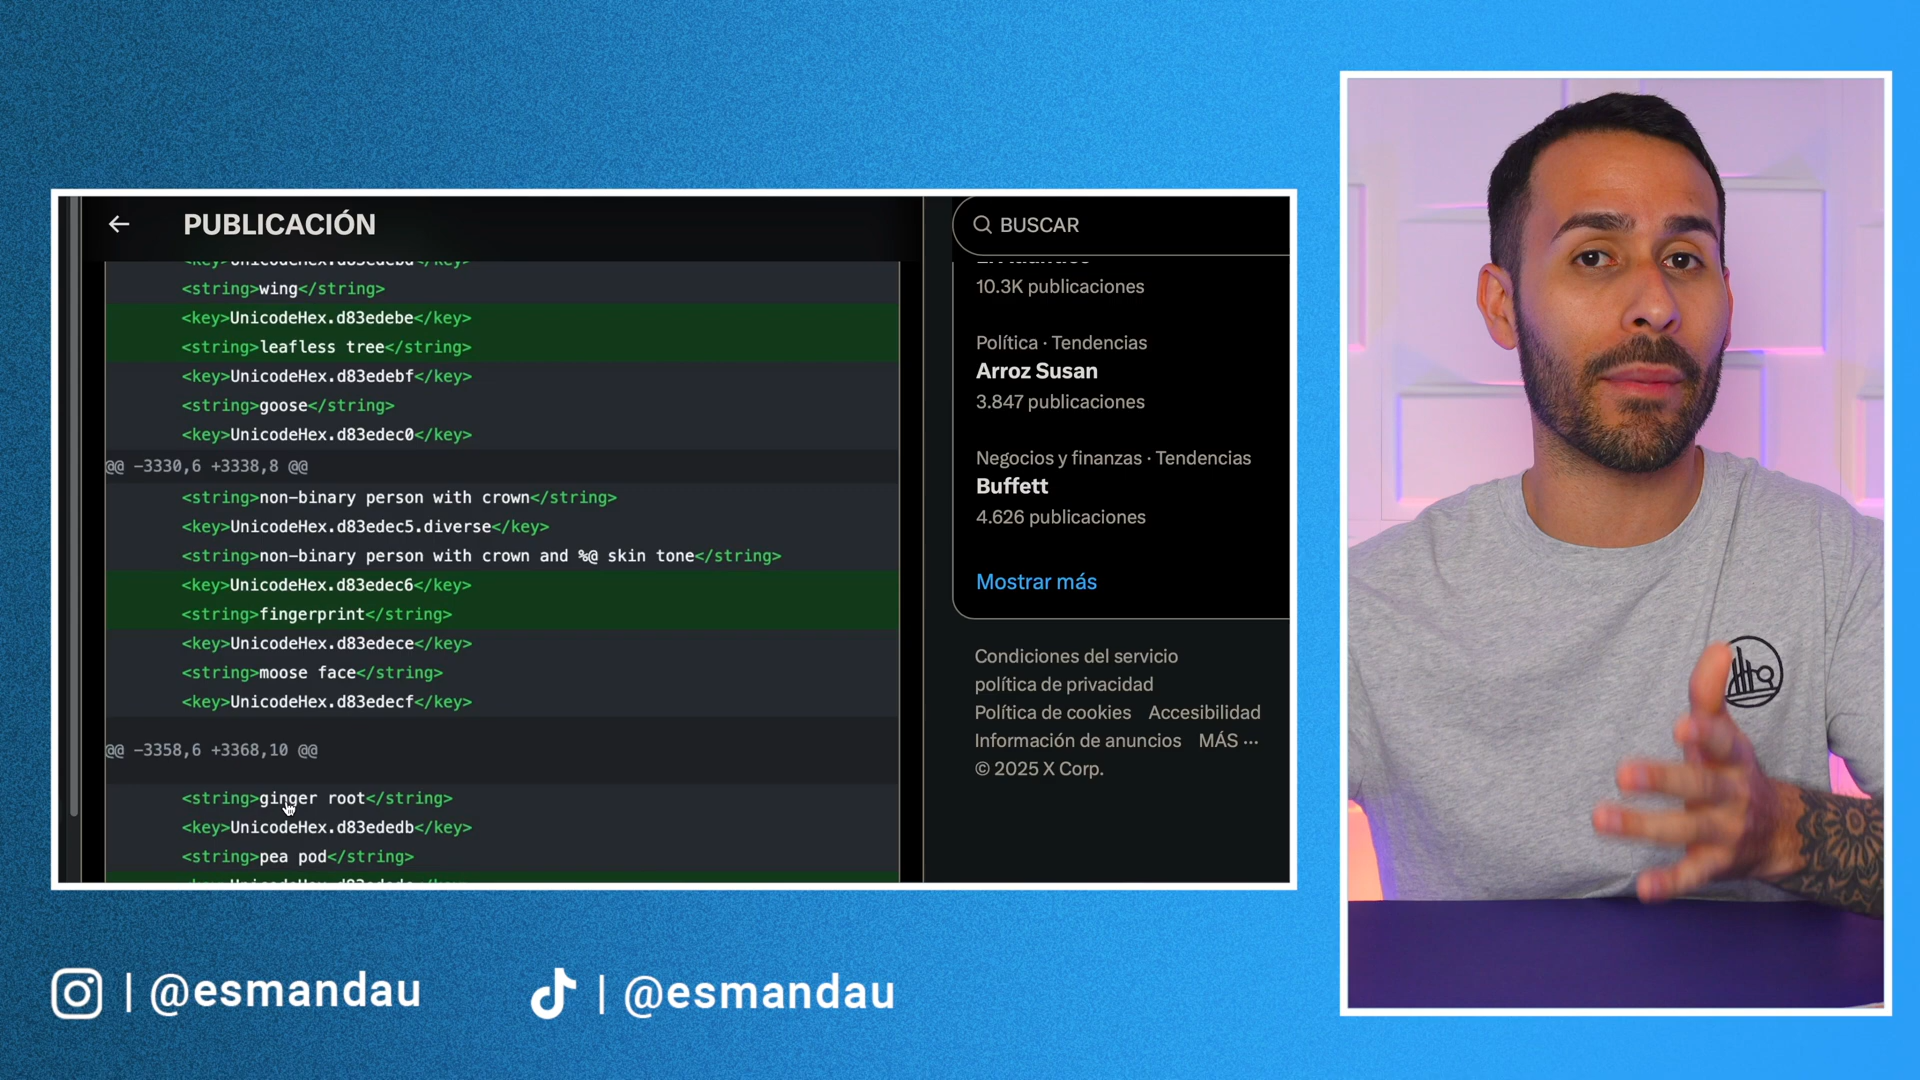 PUBLICACIÓN
<string>wing</string>
<key>UnicodeHex.d83edebe</key>
<string>leafless tree</string>
<key>UnicodeHex.d83edebf</key>
<string>goose</string>
<key>UnicodeHex.d83edec0</key>
@@ -3330,6 +3338,8 @@
<string>non-binary person with crown</string>
<key>UnicodeHex.d83edec5.diverse</key>
<string>non-binary person with crown and %@ skin tone</string>
<key>UnicodeHex.d83edec6</key>
<string>fingerprint</string>
<key>UnicodeHex.d83edece</key>
<string>moose face</string>
<key>UnicodeHex.d83edecf</key>
@@ -3358,6 +3368,10 @@
<string>ginger root</string>
<key>UnicodeHex.d83ededb</key>
<string>pea pod</string>
BUSCAR
10.3K publicaciones
Política · Tendencias
Arroz Susan
3.847 publicaciones
Negocios y finanzas · Tendencias
Buffett
4.626 publicaciones
Mostrar más
Condiciones del servicio
política de privacidad
Política de cookies Accesibilidad
Información de anuncios MÁS ...
© 2025 X Corp.
| @esmandau
| @esmandau